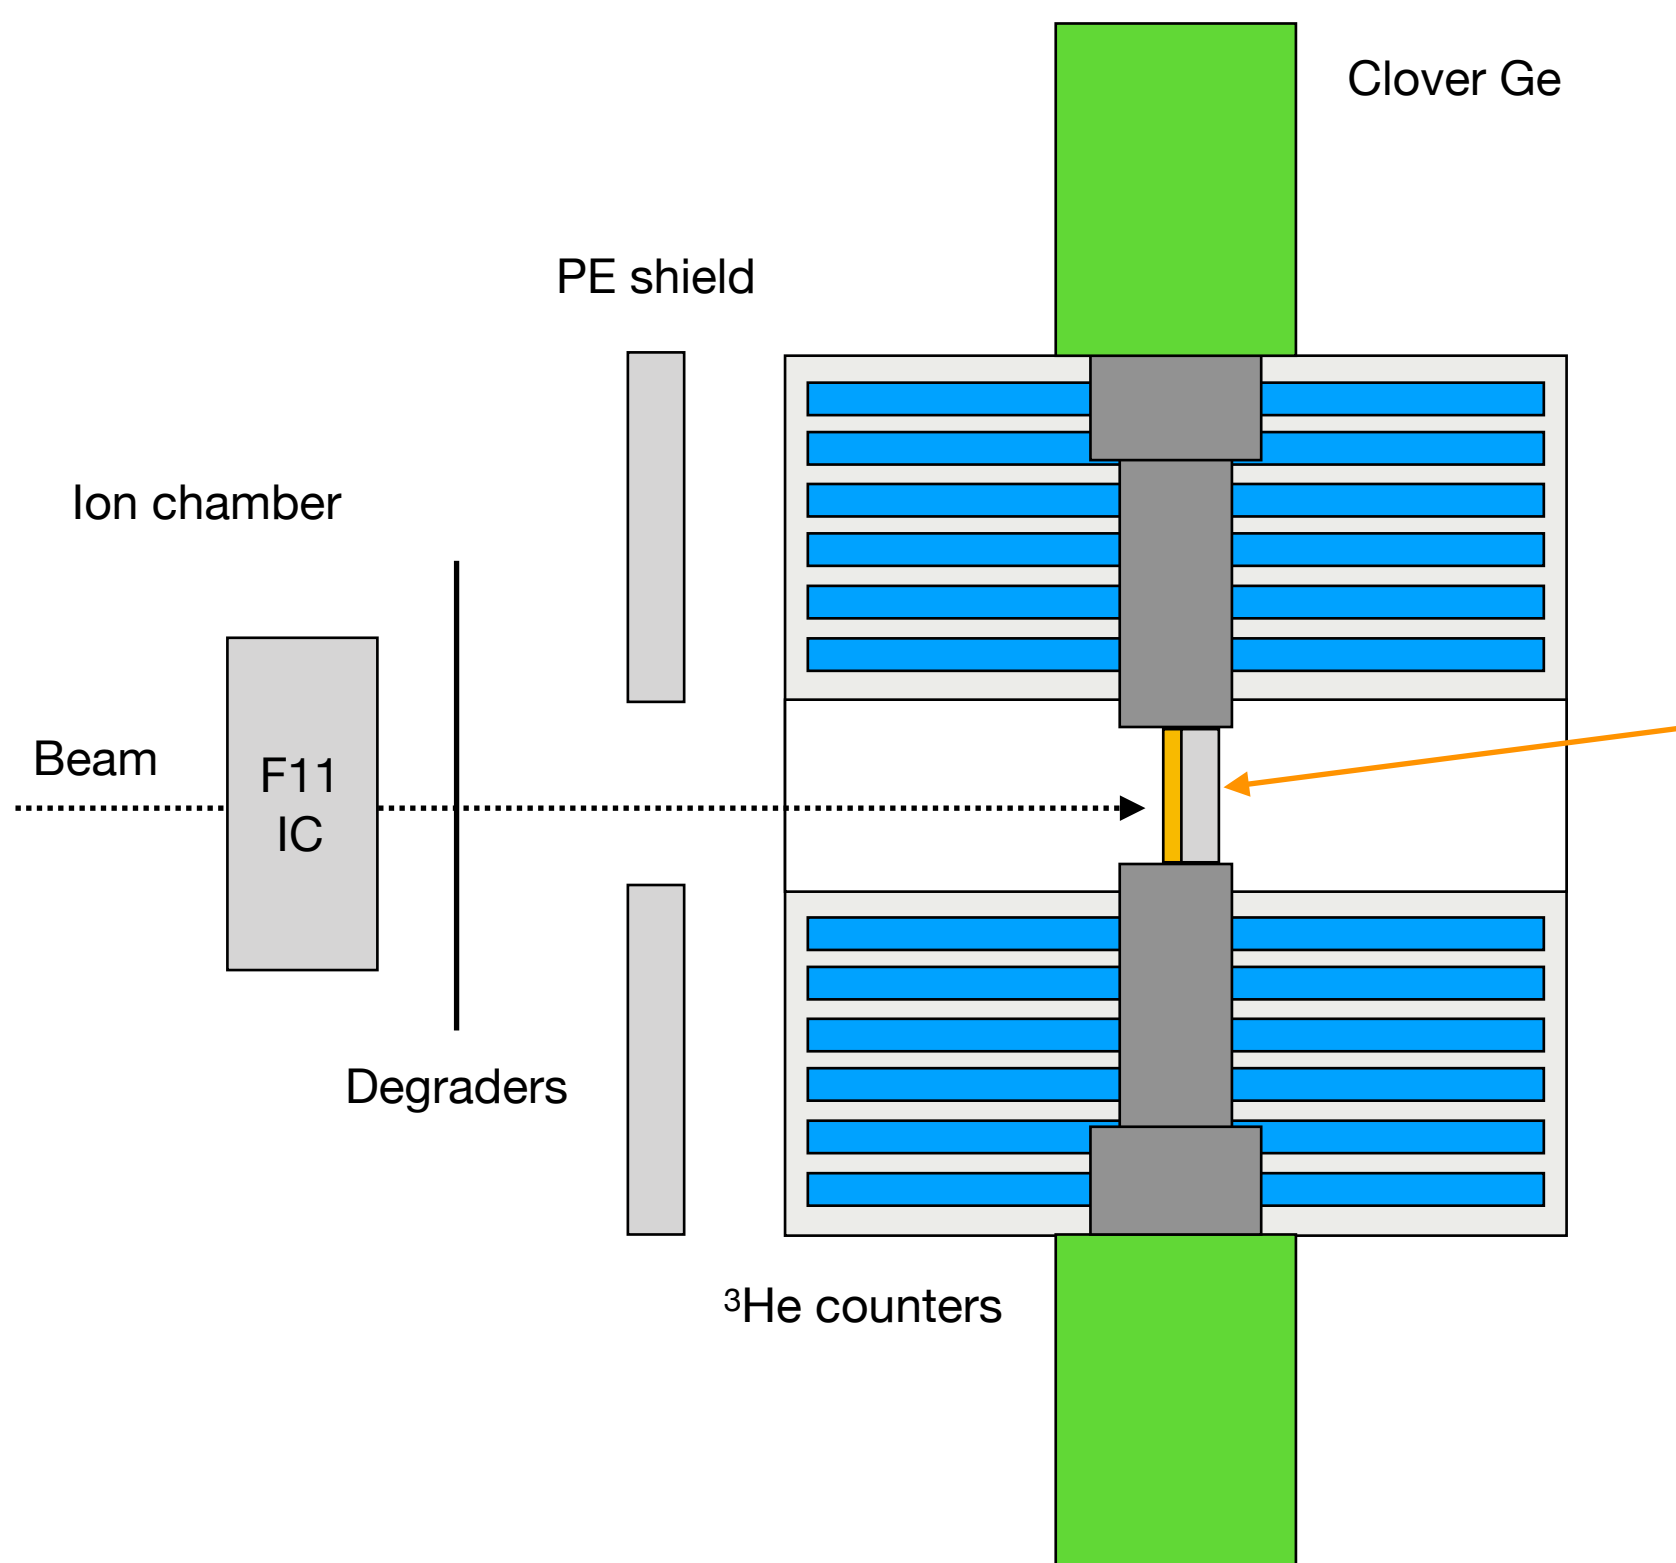 Clover Ge
PE shield
Ion chamber
Beam
F11
IC
Degraders
³He counters